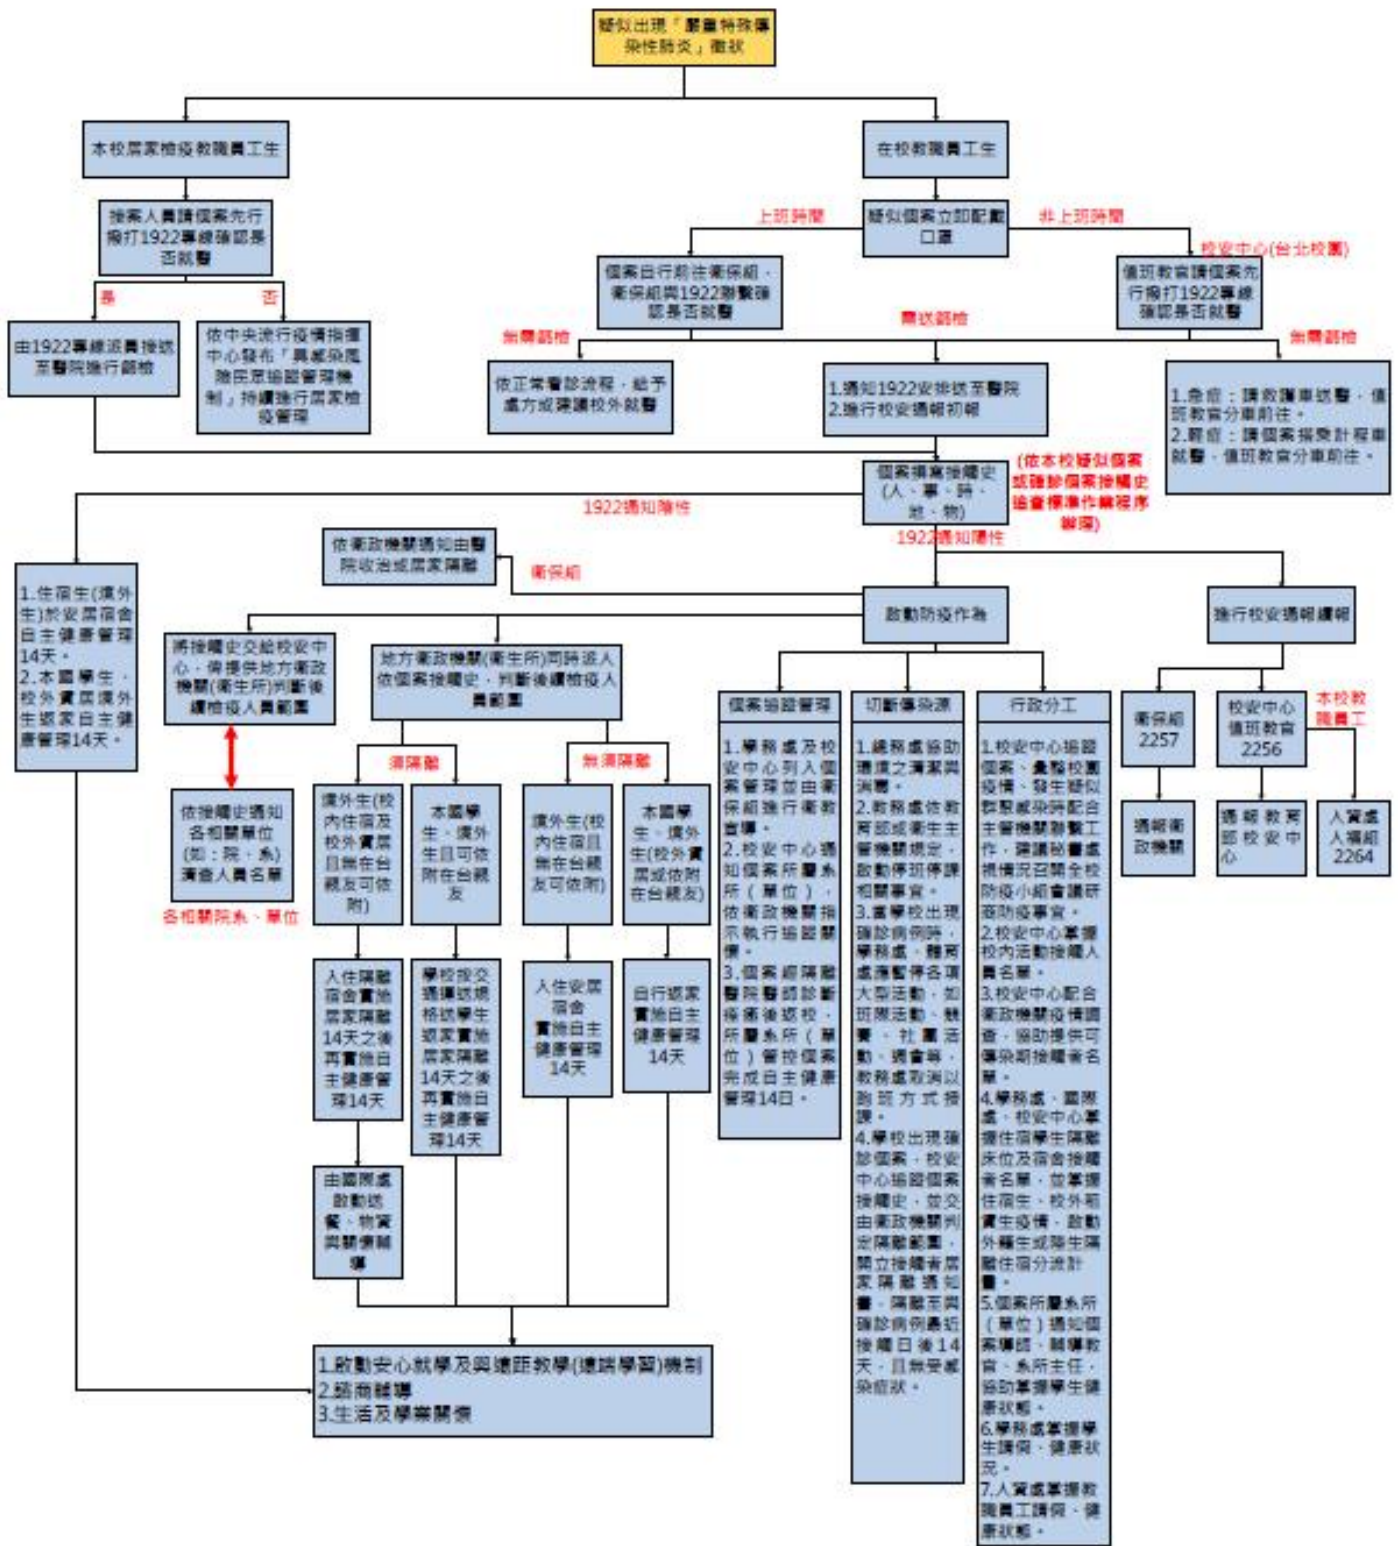 疑似出現「嚴重特殊傳
染性肺炎」徵狀
本校居家檢疫教職員工生
在校教職員工生
接案人員請個案先行
撥打1922專線確認是
否就醫
上班時間
疑似個案立即配戴
口罩
非上班時間
校安中心(台北校園)
個案自行前往衛保組，
衛保組與1922聯繫確
認是否就醫
值班教官請個案先
行撥打1922專線
確認是否就醫
是
否
由1922專線派員接送
至醫院進行篩檢
依中央流行疫情指揮
中心發布「具感染風
險民眾追蹤管理機
制」持續進行居家檢
疫管理
無需篩檢
需送篩檢
無需篩檢
依正常看診流程，給予
處方或建議校外就醫
1.通知1922安排送至醫院
2.進行校安通報初報
1.急症：請救護車送醫，值
班教官分車前往。
2.輕症：請個案搭乘計程車
就醫，值班教官分車前往。
個案撰寫接觸史
(人、事、時、
地、物)
(依本校疑似個案
或確診個案接觸史
追查標準作業程序
辦理)
1922通知陰性
1922通知陽性
依衛政機關通知由醫
院收治或居家隔離
衛保組
1.住宿生(境外
生)於安居宿舍
自主健康管理
14天。
2.本國學生、
校外賃居境外
生返家自主健
康管理14天。
啟動防疫作為
進行校安通報續報
將接觸史交給校安中
心，俾提供地方衛政
機關(衛生所)判斷後
續檢疫人員範圍
地方衛政機關(衛生所)同時派人
依個案接觸史，判斷後續檢疫人
員範圍
依接觸史通知
各相關單位
(如：院、系)
清查人員名單
各相關院系、單位
須隔離
無須隔離
境外生(校
內住宿及
校外賃居
且無在台
親友可依
附)
本國學
生、境外
生且可依
附在台親
友
境外生(校
內住宿且
無在台親
友可依附)
本國學
生、境外
生(校外賃
居或依附
在台親友)
入住隔離
宿舍實施
居家隔離
14天之後
再實施自
主健康管
理14天
學校按交
通運送規
格送學生
返家實施
居家隔離
14天之後
再實施自
主健康管
理14天
入住安居
宿舍
實施自主
健康管理
14天
自行返家
實施自主
健康管理
14天
由國際處
啟動送
餐、物資
與關懷輔
導
1.啟動安心就學及與遠距教學(遠端學習)機制
2.諮商輔導
3.生活及學業關懷
個案追蹤管理
1.學務處及校
安中心列入個
案管理並由衛
保組進行衛教
宣導。
2.校安中心通
知個案所屬系
所（單位），
依衛政機關指
示執行追蹤關
懷。
3.個案經隔離
醫院醫師診斷
痊癒後返校，
所屬系所（單
位）管控個案
完成自主健康
管理14日。
切斷傳染源
1.總務處協助
環境之清潔與
消毒。
2.教務處依教
育部或衛生主
管機關規定，
啟動停班停課
相關事宜。
3.當學校出現
確診病例時，
學務處、體育
處應暫停各項
大型活動，如
班際活動、競
賽、社團活
動、週會等，
教務處取消以
跑班方式授
課。
4.學校出現確
診個案，校安
中心追蹤個案
接觸史，並交
由衛政機關判
定隔離範圍，
開立接觸者居
家隔離通知
書，隔離至與
確診病例最近
接觸日後14
天，且無受感
染症狀。
行政分工
1.校安中心追蹤
個案、彙整校園
疫情、發生疑似
群聚感染時配合
主管機關聯繫工
作，建議秘書處
視情況召開全校
防疫小組會議研
商防疫事宜。
2.校安中心掌握
校內活動接觸人
員名單。
3.校安中心配合
衛政機關疫情調
查，協助提供可
傳染期接觸者名
單。
4.學務處、國際
處、校安中心掌
握住宿學生隔離
床位及宿舍接觸
者名單，並掌握
住宿生、校外租
賃生疫情，啟動
外籍生或陸生隔
離住宿分流計
畫。
5.個案所屬系所
（單位）通知個
案導師、輔導教
官、系所主任，
協助掌握學生健
康狀態。
6.學務處掌握學
生請假、健康狀
況。
7.人資處掌握教
職員工請假、健
康狀態。
衛保組
2257
校安中心
值班教官
2256
本校教
職員工
通報衛
政機關
通報教育
部校安中
心
人資處
人福組
2264